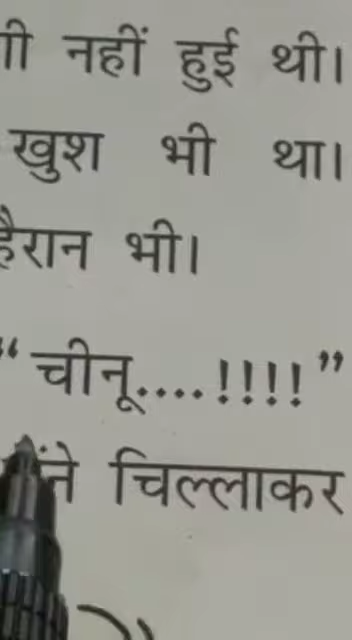 नहीं हुई थी।
खुश भी था।
हैरान भी।
“चीनू....!!!!”
चिल्लाकर